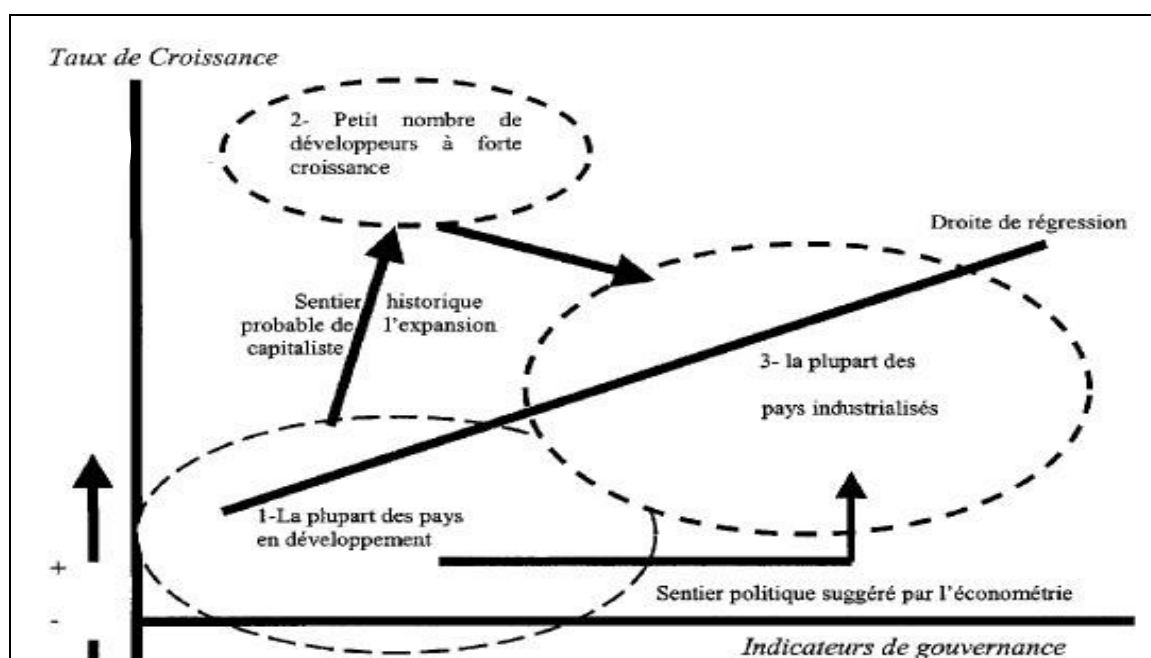 Taux de Croissance
2- Petit nombre de
développeurs à forte
croissance
Droite de régression
Sentier historique
probable de l'expansion
capitaliste
3- la plupart des
pays industrialisés
1-La plupart des pays
en développement
+
Sentier politique suggéré par l'économétrie
-
Indicateurs de gouvernance